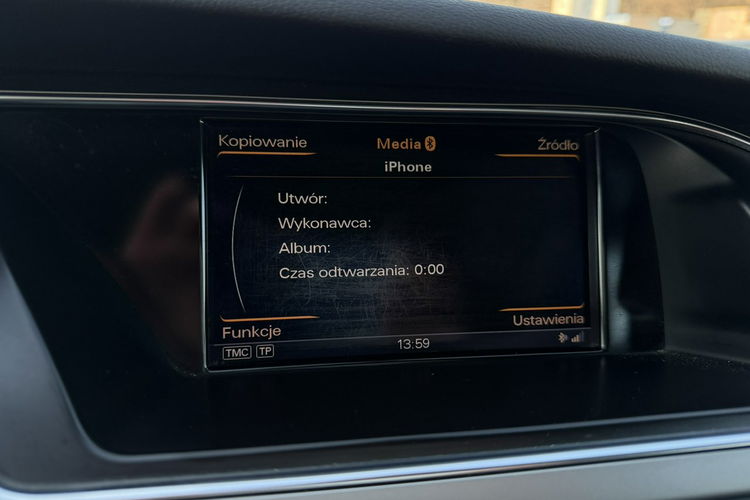 Kopiowanie Media Źródło
iPhone
Utwór:
Wykonawca:
Album:
Czas odtwarzania: 0:00
Funkcje Ustawienia
TMC TP 13:59